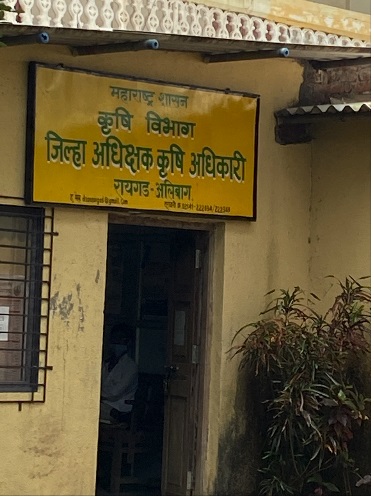 महाराष्ट्र शासन
कृषि विभाग
जिल्हा अधिक्षक कृषि अधिकारी
रायगड-अलिबाग